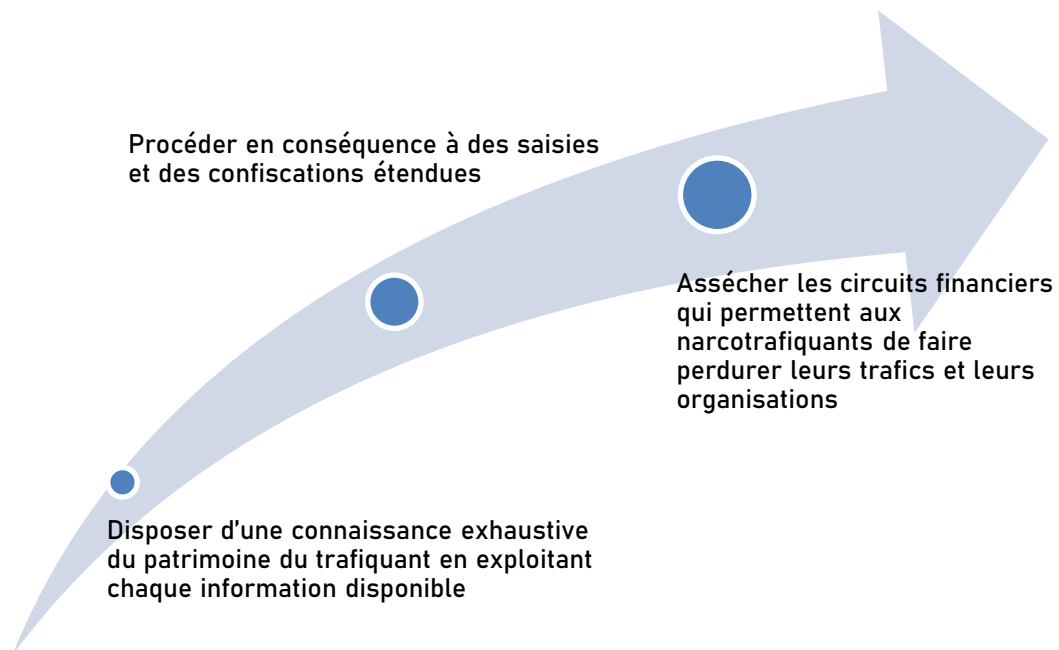 Procéder en conséquence à des saisies
et des confiscations étendues
Assécher les circuits financiers
qui permettent aux
narcotrafiquants de faire
perdurer leurs trafics et leurs
organisations
Disposer d’une connaissance exhaustive
du patrimoine du trafiquant en exploitant
chaque information disponible